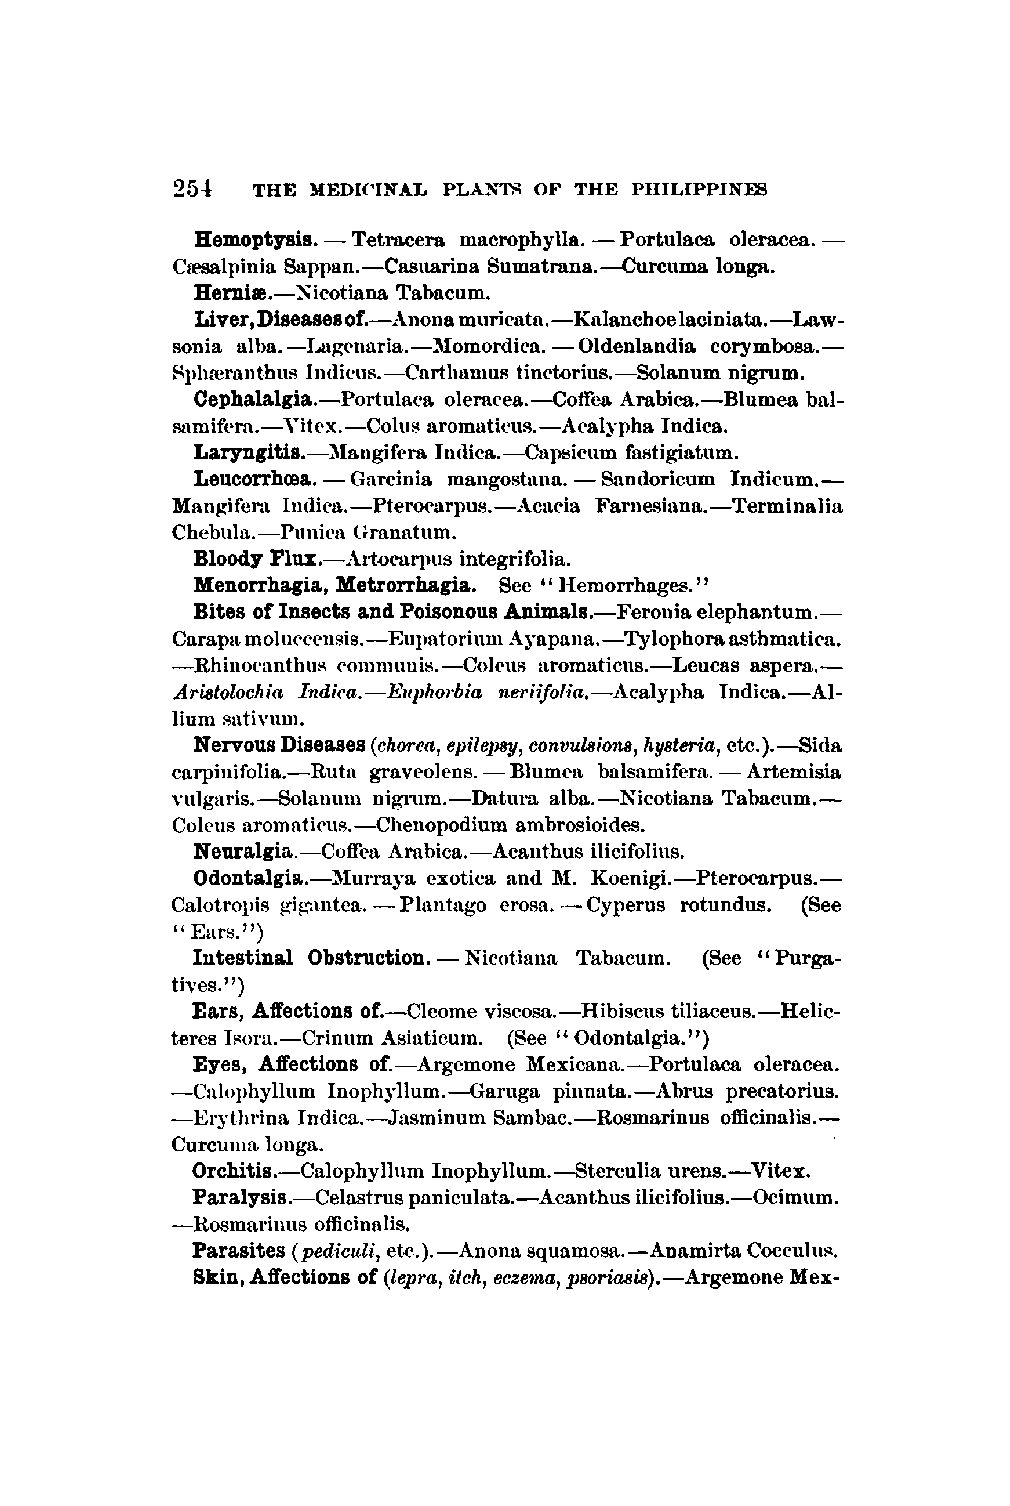 254 THE MEDICINAL PLANTS OF THE PHILIPPINES
Hemoptysis. — Tetracera macrophylla. — Portulaca oleracea. —
Cæsalpinia Sappan.—Casuarina Sumatrana.—Curcuma longa.
Herniæ.—Nicotiana Tabacum.
Liver, Diseases of.—Anona muricata.—Kalanchoe laciniata.—Law-
sonia alba.—Lagenaria.—Momordica. — Oldenlandia corymbosa.—
Sphæranthus Indicus.—Carthamus tinctorius.—Solanum nigrum.
Cephalalgia.—Portulaca oleracea.—Coffea Arabica.—Blumea bal-
samifera.—Vitex.—Colus aromaticus.—Acalypha Indica.
Laryngitis.—Mangifera Indica.—Capsicum fastigiatum.
Leucorrhœa. — Garcinia mangostana. — Sandoricum Indicum.—
Mangifera Indica.—Pterocarpus.—Acacia Farnesiana.—Terminalia
Chebula.—Punica Granatum.
Bloody Flux.—Artocarpus integrifolia.
Menorrhagia, Metrorrhagia. See “Hemorrhages.”
Bites of Insects and Poisonous Animals.—Feronia elephantum.—
Carapa moluccensis.—Eupatorium Ayapana.—Tylophora asthmatica.
—Rhinocanthus communis.—Coleus aromaticus.—Leucas aspera.—
Aristolochia Indica.—Euphorbia neriifolia.—Acalypha Indica.—Al-
lium sativum.
Nervous Diseases (chorea, epilepsy, convulsions, hysteria, etc.).—Sida
carpinifolia.—Ruta graveolens. — Blumea balsamifera. — Artemisia
vulgaris.—Solanum nigrum.—Datura alba.—Nicotiana Tabacum.—
Coleus aromaticus.—Chenopodium ambrosioides.
Neuralgia.—Coffea Arabica.—Acanthus ilicifolius.
Odontalgia.—Murraya exotica and M. Koenigi.—Pterocarpus.—
Calotropis gigantea. — Plantago erosa. — Cyperus rotundus. (See
“Ears.”)
Intestinal Obstruction. — Nicotiana Tabacum. (See “Purga-
tives.”)
Ears, Affections of.—Cleome viscosa.—Hibiscus tiliaceus.—Helic-
teres Isora.—Crinum Asiaticum. (See “Odontalgia.”)
Eyes, Affections of.—Argemone Mexicana.—Portulaca oleracea.
—Calophyllum Inophyllum.—Garuga pinnata.—Abrus precatorius.
—Erythrina Indica.—Jasminum Sambac.—Rosmarinus officinalis.—
Curcuma longa.
Orchitis.—Calophyllum Inophyllum.—Sterculia urens.—Vitex.
Paralysis.—Celastrus paniculata.—Acanthus ilicifolius.—Ocimum.
—Rosmarinus officinalis.
Parasites (pediculi, etc.).—Anona squamosa.—Anamirta Cocculus.
Skin, Affections of (lepra, itch, eczema, psoriasis).—Argemone Mex-